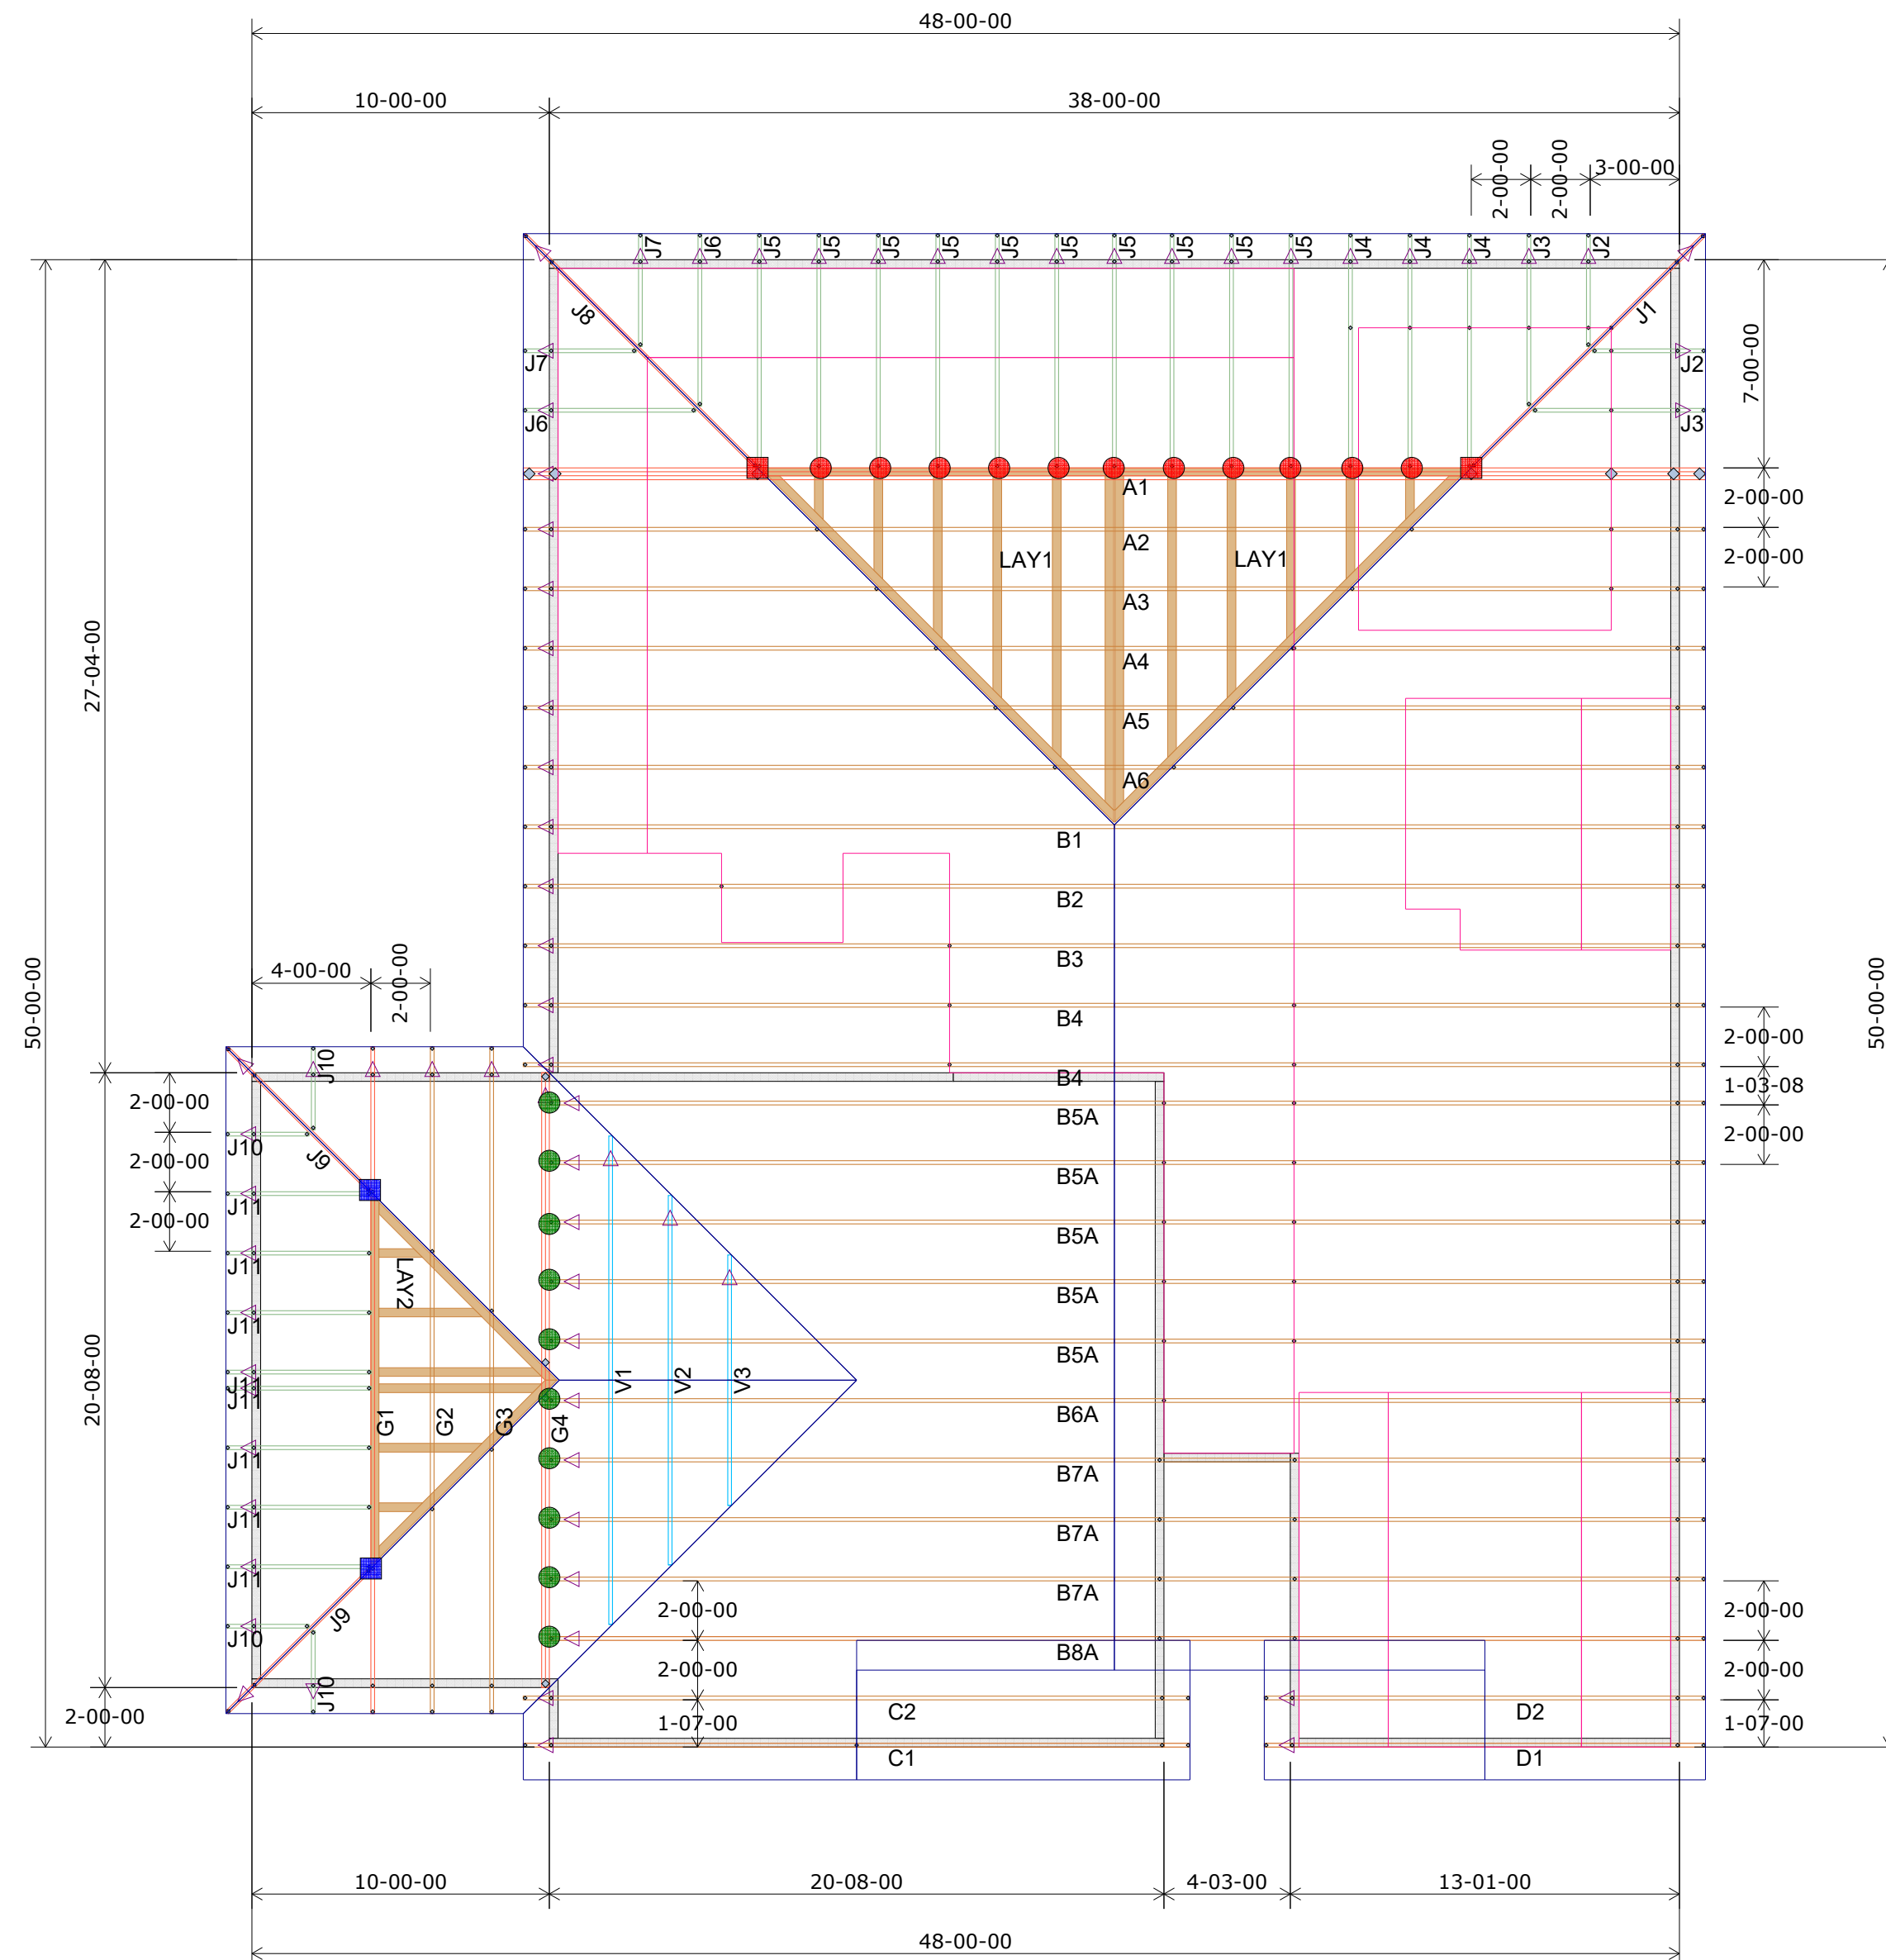 48-00-00
10-00-00
38-00-00
2-00-00
2-00-00
3-00-00
J7
J6
J5
J5
J5
J5
J5
J5
J5
J5
J5
J5
J4
J4
J4
J3
J2
J8
J1
J7
J2
J6
J3
7-00-00
A1
2-00-00
A2
LAY1
LAY1
2-00-00
A3
27-04-00
A4
A5
A6
B1
B2
B3
4-00-00
2-00-00
50-00-00
50-00-00
B4
2-00-00
J10
B4
1-03-08
2-00-00
B5A
2-00-00
J10
J9
2-00-00
B5A
J11
2-00-00
B5A
J11
LAY2
B5A
J11
B5A
20-08-00
J11
J11
V1
V2
V3
G1
G2
G3
G4
B6A
J11
B7A
J11
B7A
J11
B7A
2-00-00
2-00-00
J9
J10
B8A
2-00-00
2-00-00
J10
2-00-00
C2
D2
1-07-00
1-07-00
C1
D1
10-00-00
20-08-00
4-03-00
13-01-00
48-00-00